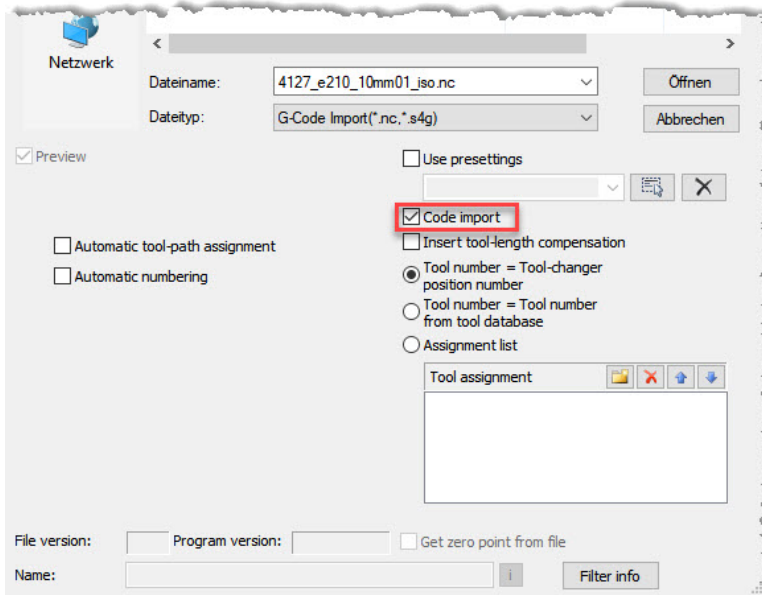 Netzwerk
Dateiname:
4127_e210_10mm01_iso.nc
Öffnen
Dateityp:
G-Code Import(*.nc,*.s4g)
Abbrechen
Preview
Use presettings
Code import
Automatic tool-path assignment
Insert tool-length compensation
Automatic numbering
Tool number = Tool-changer
position number
Tool number = Tool number
from tool database
Assignment list
Tool assignment
File version:
Program version:
Get zero point from file
Name:
i
Filter info